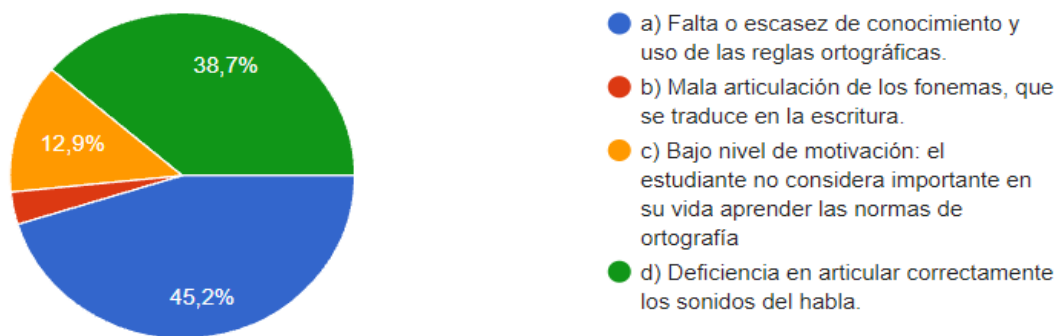 38,7%
12,9%
45,2%
a) Falta o escasez de conocimiento y
uso de las reglas ortográficas.
b) Mala articulación de los fonemas, que
se traduce en la escritura.
c) Bajo nivel de motivación: el
estudiante no considera importante en
su vida aprender las normas de
ortografía
d) Deficiencia en articular correctamente
los sonidos del habla.